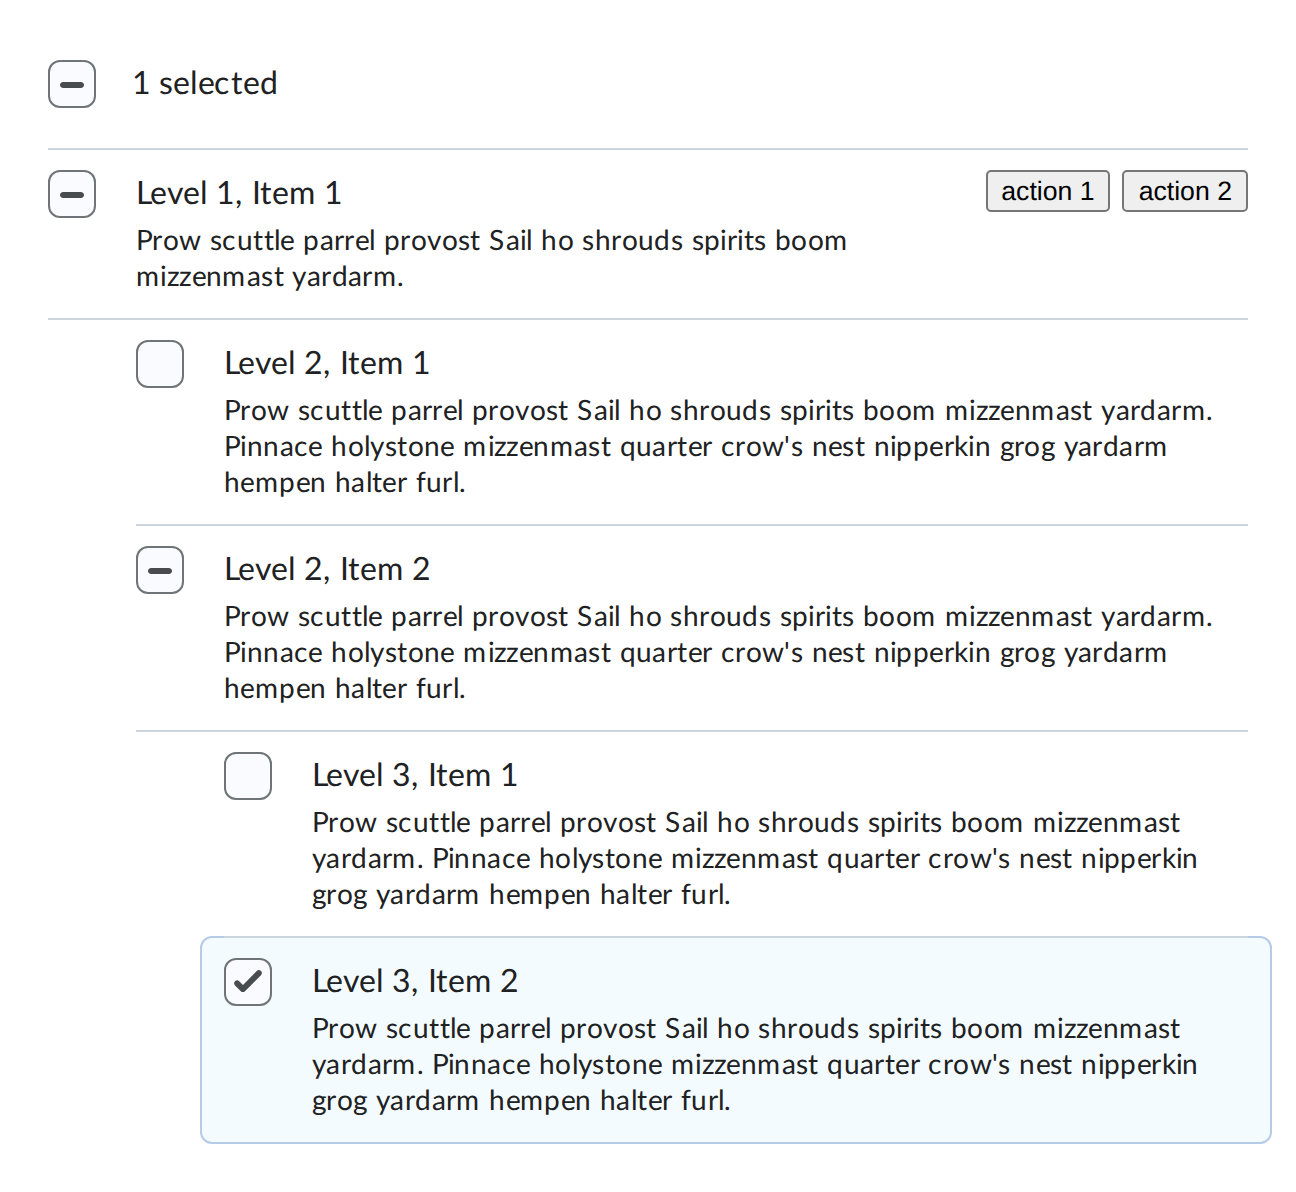 1 selected
Level 1, Item 1
action 1
action 2
Prow scuttle parrel provost Sail ho shrouds spirits boom
mizzenmast yardarm.
Level 2, Item 1
Prow scuttle parrel provost Sail ho shrouds spirits boom mizzenmast yardarm.
Pinnace holystone mizzenmast quarter crow's nest nipperkin grog yardarm
hempen halter furl.
Level 2, Item 2
Prow scuttle parrel provost Sail ho shrouds spirits boom mizzenmast yardarm.
Pinnace holystone mizzenmast quarter crow's nest nipperkin grog yardarm
hempen halter furl.
Level 3, Item 1
Prow scuttle parrel provost Sail ho shrouds spirits boom mizzenmast
yardarm. Pinnace holystone mizzenmast quarter crow's nest nipperkin
grog yardarm hempen halter furl.
Level 3, Item 2
Prow scuttle parrel provost Sail ho shrouds spirits boom mizzenmast
yardarm. Pinnace holystone mizzenmast quarter crow's nest nipperkin
grog yardarm hempen halter furl.